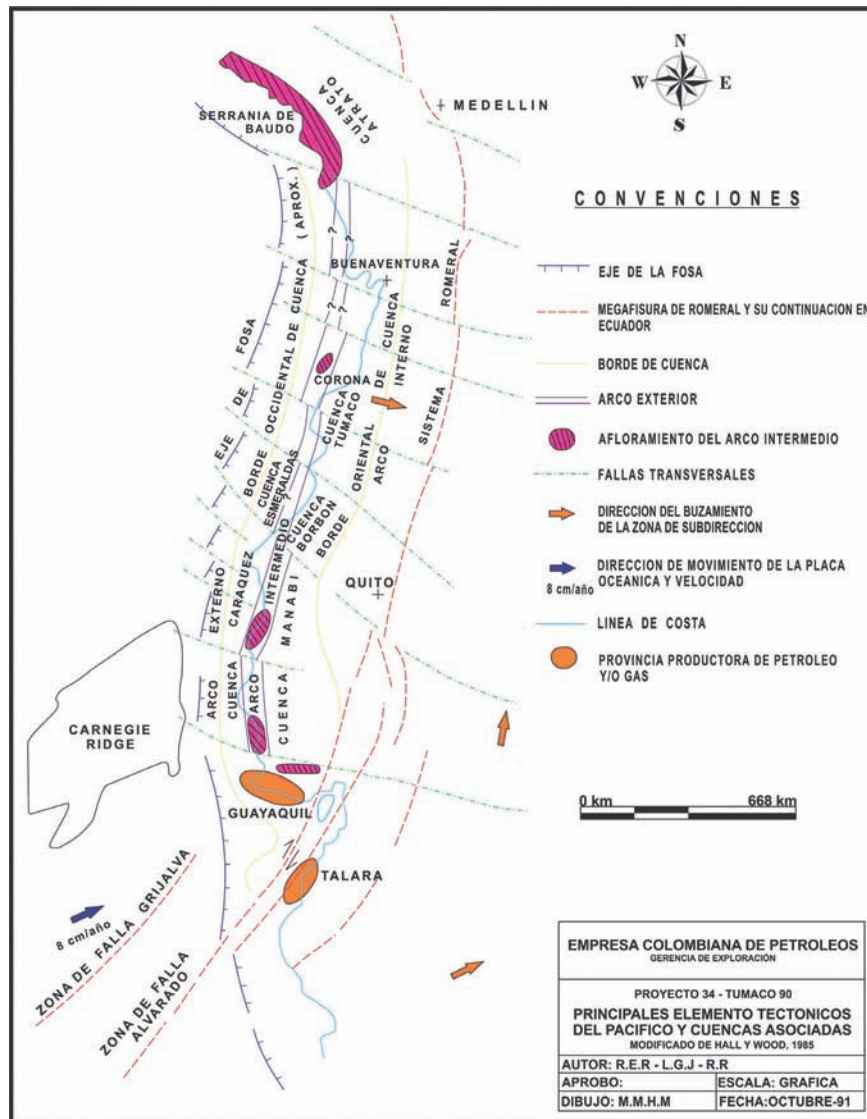 N
W
E
S
MEDELLIN
CUENCA
ATRATO
SERRANIA DE
BAUDO
( APROX. )
?
?
BUENAVENTURA
ROMERAL
?
?
CORONA
EJE DE FOSA
BORDE OCCIDENTAL DE CUENCA
CUENCA
TUMACO
BORDE ORIENTAL DE CUENCA
ARCO INTERNO
SISTEMA
CUENCA
ESMERALDAS
?
CUENCA
BORBON
QUITO
ARCO EXTERNO
CUENCA CARAQUEZ
ARCO INTERMEDIO
CUENCA MANABI
CARNEGIE
RIDGE
GUAYAQUIL
TALARA
8 cm/año
ZONA DE FALLA GRIJALVA
ZONA DE FALLA
ALVARADO
CONVENCIONES
EJE DE LA FOSA
MEGAFISURA DE ROMERAL Y SU CONTINUACION EN
ECUADOR
BORDE DE CUENCA
ARCO EXTERIOR
AFLORAMIENTO DEL ARCO INTERMEDIO
FALLAS TRANSVERSALES
DIRECCION DEL BUZAMIENTO
DE LA ZONA DE SUBDIRECCION
DIRECCION DE MOVIMIENTO DE LA PLACA
OCEANICA Y VELOCIDAD
8 cm/año
LINEA DE COSTA
PROVINCIA PRODUCTORA DE PETROLEO
Y/O GAS
0 km 668 km
EMPRESA COLOMBIANA DE PETROLEOS
GERENCIA DE EXPLORACIÓN
PROYECTO 34 - TUMACO 90
PRINCIPALES ELEMENTO TECTONICOS
DEL PACIFICO Y CUENCAS ASOCIADAS
MODIFICADO DE HALL Y WOOD, 1985
AUTOR: R.E.R - L.G.J - R.R
APROBO: ESCALA: GRAFICA
DIBUJO: M.M.H.M FECHA:OCTUBRE-91